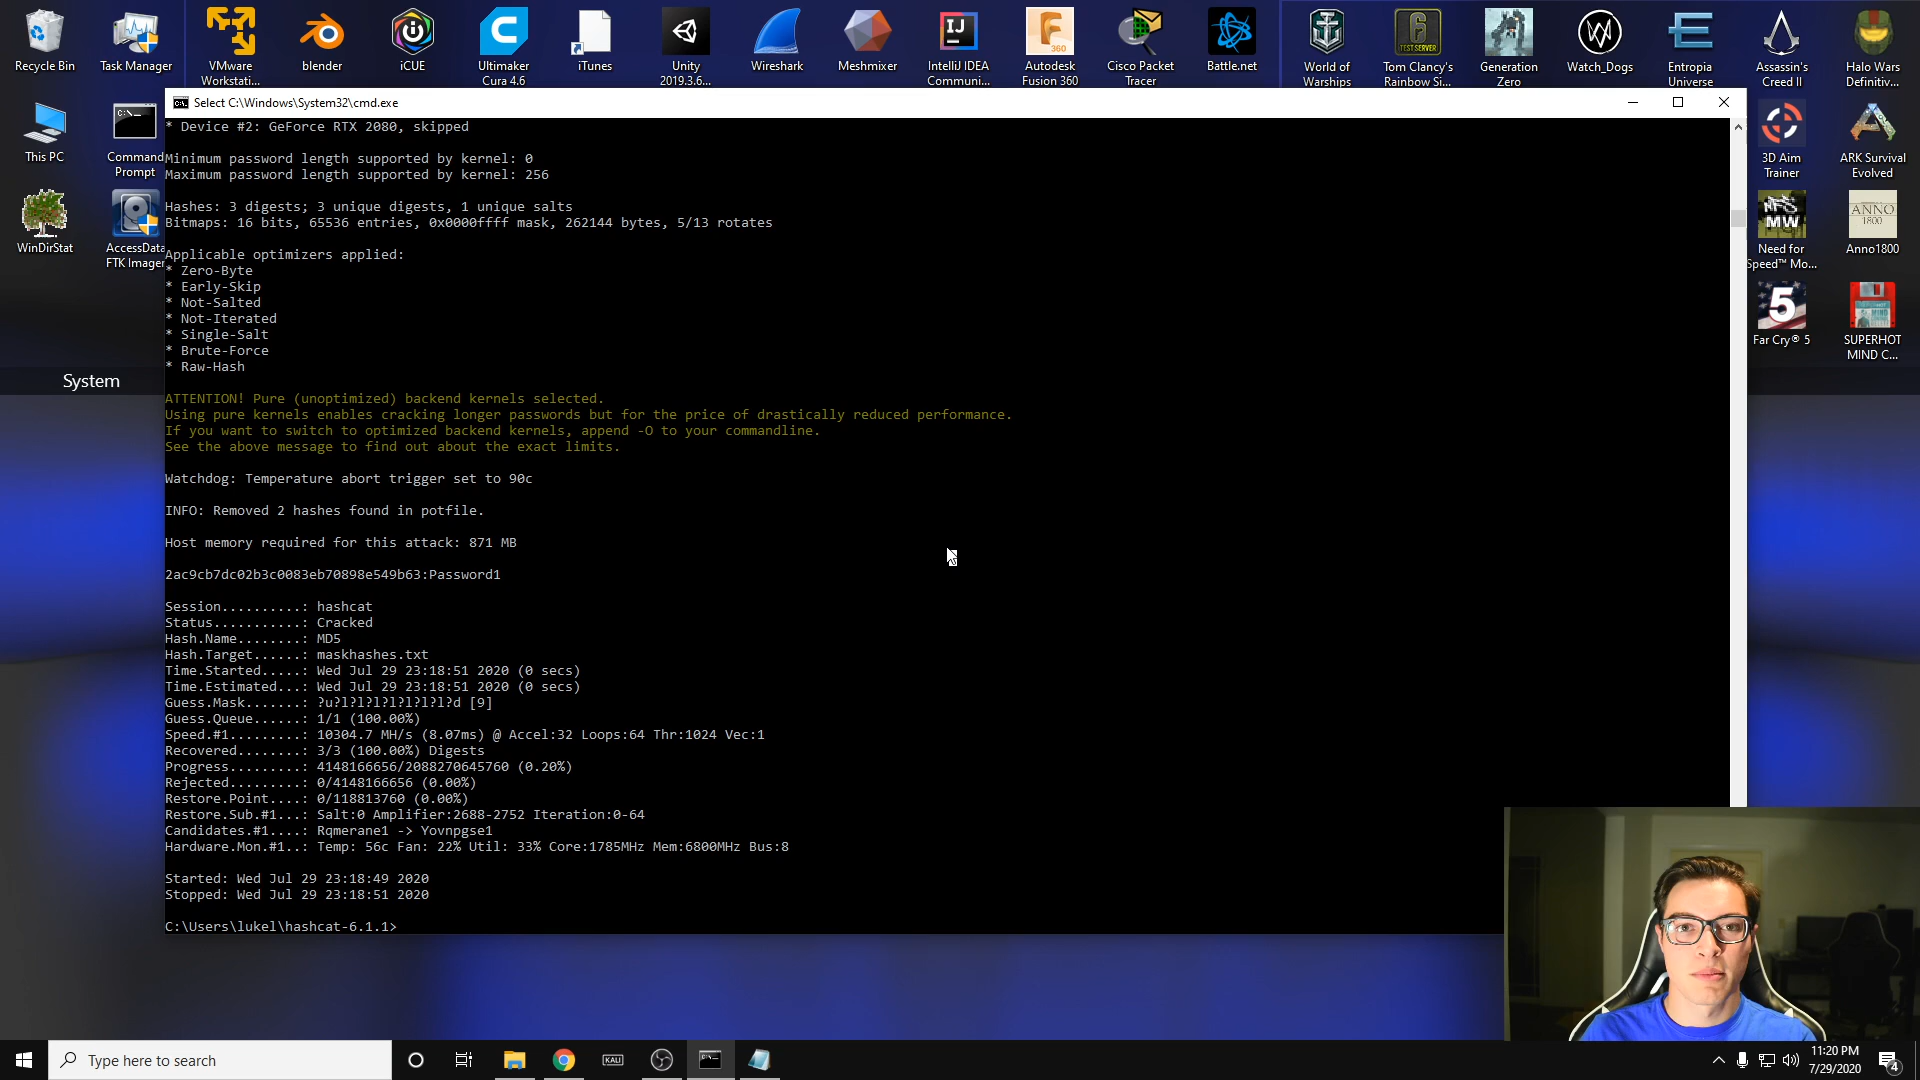 Recycle Bin
Task Manager
VMware Workstati...
blender
iCUE
Ultimaker Cura 4.6
iTunes
Unity 2019.3.6...
Wireshark
Meshmixer
IntelliJ IDEA Communi...
Autodesk Fusion 360
Cisco Packet Tracer
Battle.net
World of Warships
Tom Clancy's Rainbow Si...
Generation Zero
Watch_Dogs
Entropia Universe
Assassin's Creed II
Halo Wars Definitiv...
This PC
Command Prompt
WinDirStat
AccessData FTK Imager
System
3D Aim Trainer
ARK Survival Evolved
Need for Speed™ Mo...
Anno1800
Far Cry® 5
SUPERHOT MIND C...
Select C:\Windows\System32\cmd.exe
* Device #2: GeForce RTX 2080, skipped
Minimum password length supported by kernel: 0
Maximum password length supported by kernel: 256
Hashes: 3 digests; 3 unique digests, 1 unique salts
Bitmaps: 16 bits, 65536 entries, 0x0000ffff mask, 262144 bytes, 5/13 rotates
Applicable optimizers applied:
* Zero-Byte
* Early-Skip
* Not-Salted
* Not-Iterated
* Single-Salt
* Brute-Force
* Raw-Hash
ATTENTION! Pure (unoptimized) backend kernels selected.
Using pure kernels enables cracking longer passwords but for the price of drastically reduced performance.
If you want to switch to optimized backend kernels, append -O to your commandline.
See the above message to find out about the exact limits.
Watchdog: Temperature abort trigger set to 90c
INFO: Removed 2 hashes found in potfile.
Host memory required for this attack: 871 MB
2ac9cb7dc02b3c0083eb70898e549b63:Password1
Session..........: hashcat
Status...........: Cracked
Hash.Name........: MD5
Hash.Target......: maskhashes.txt
Time.Started.....: Wed Jul 29 23:18:51 2020 (0 secs)
Time.Estimated...: Wed Jul 29 23:18:51 2020 (0 secs)
Guess.Mask.......: ?u?l?l?l?l?l?l?l?d [9]
Guess.Queue......: 1/1 (100.00%)
Speed.#1.........: 10304.7 MH/s (8.07ms) @ Accel:32 Loops:64 Thr:1024 Vec:1
Recovered........: 3/3 (100.00%) Digests
Progress.........: 4148166656/2088270645760 (0.20%)
Rejected.........: 0/4148166656 (0.00%)
Restore.Point....: 0/118813760 (0.00%)
Restore.Sub.#1...: Salt:0 Amplifier:2688-2752 Iteration:0-64
Candidates.#1....: Rqmerane1 -> Yovnpgse1
Hardware.Mon.#1..: Temp: 56c Fan: 22% Util: 33% Core:1785MHz Mem:6800MHz Bus:8
Started: Wed Jul 29 23:18:49 2020
Stopped: Wed Jul 29 23:18:51 2020
C:\Users\lukel\hashcat-6.1.1>
Type here to search
KALI
11:20 PM
7/29/2020
4